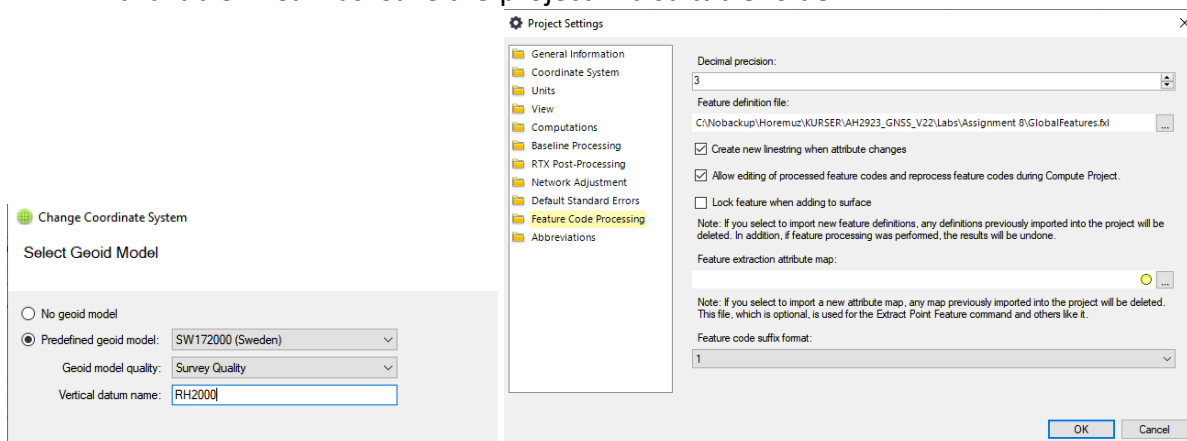 Project Settings
General Information
Coordinate System
Units
View
Computations
Baseline Processing
RTX Post-Processing
Network Adjustment
Default Standard Errors
Feature Code Processing
Abbreviations
Decimal precision:
3
Feature definition file:
C:\Nobackup\Horemuz\KURSER\AH2923_GNSS_V22\Labs\Assignment 8\GlobalFeatures.fxl
...
Create new linestring when attribute changes
Allow editing of processed feature codes and reprocess feature codes during Compute Project.
Lock feature when adding to surface
Note: If you select to import new feature definitions, any definitions previously imported into the project will be
deleted. In addition, if feature processing was performed, the results will be undone.
Feature extraction attribute map:
...
Note: If you select to import a new attribute map, any map previously imported into the project will be deleted.
This file, which is optional, is used for the Extract Point Feature command and others like it.
Feature code suffix format:
1
OK Cancel
Change Coordinate System
Select Geoid Model
No geoid model
Predefined geoid model: SW172000 (Sweden)
Geoid model quality: Survey Quality
Vertical datum name: RH2000